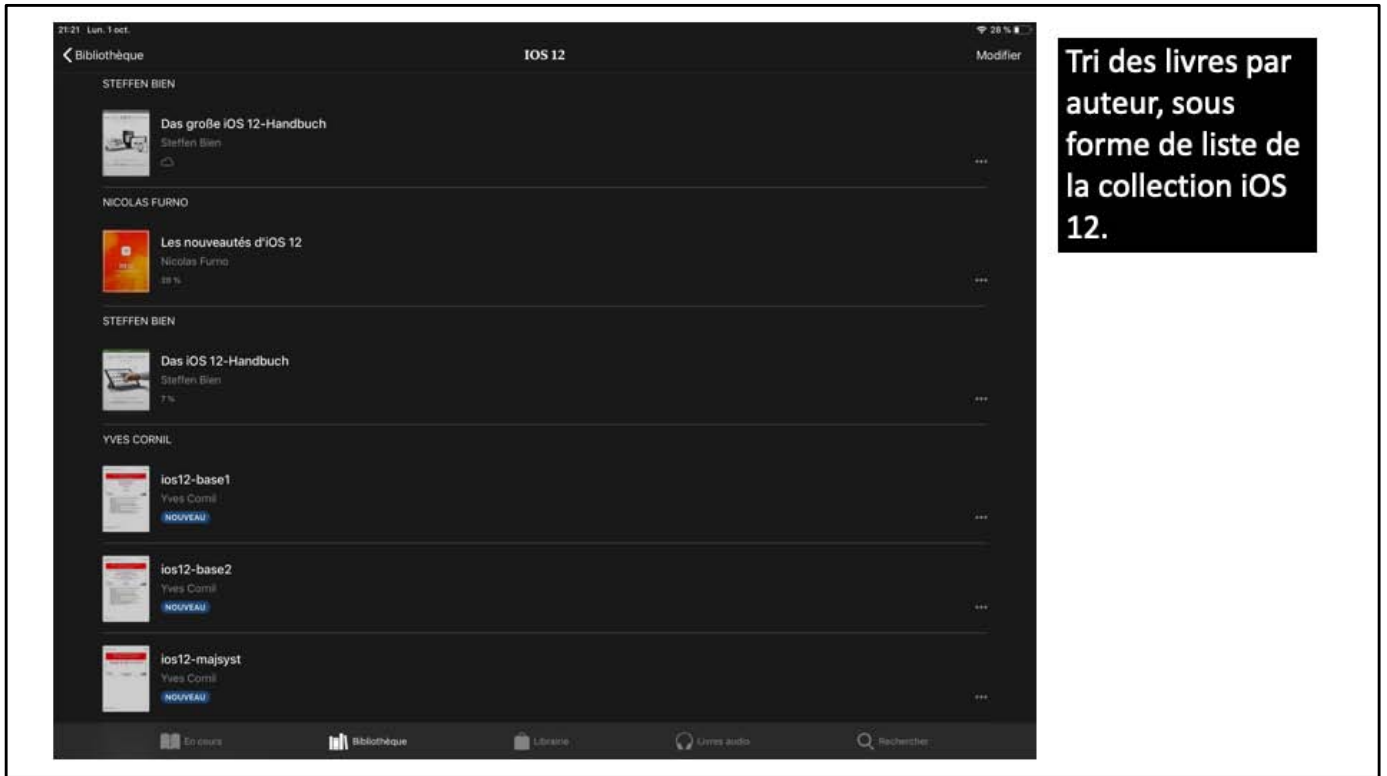 21:21 Lun. 1 oct.
28 %
Bibliothèque
IOS 12
Modifier
STEFFEN BIEN
Das große iOS 12-Handbuch
Steffen Bien
NICOLAS FURNO
Les nouveautés d'iOS 12
Nicolas Furno
STEFFEN BIEN
Das iOS 12-Handbuch
Steffen Bien
7 %
YVES CORNIL
ios12-base1
Yves Cornil
NOUVEAU
ios12-base2
Yves Cornil
NOUVEAU
ios12-majsyst
Yves Cornil
NOUVEAU
En cours
Bibliothèque
Librairie
Livres audio
Rechercher
Tri des livres par
auteur, sous
forme de liste de
la collection iOS
12.